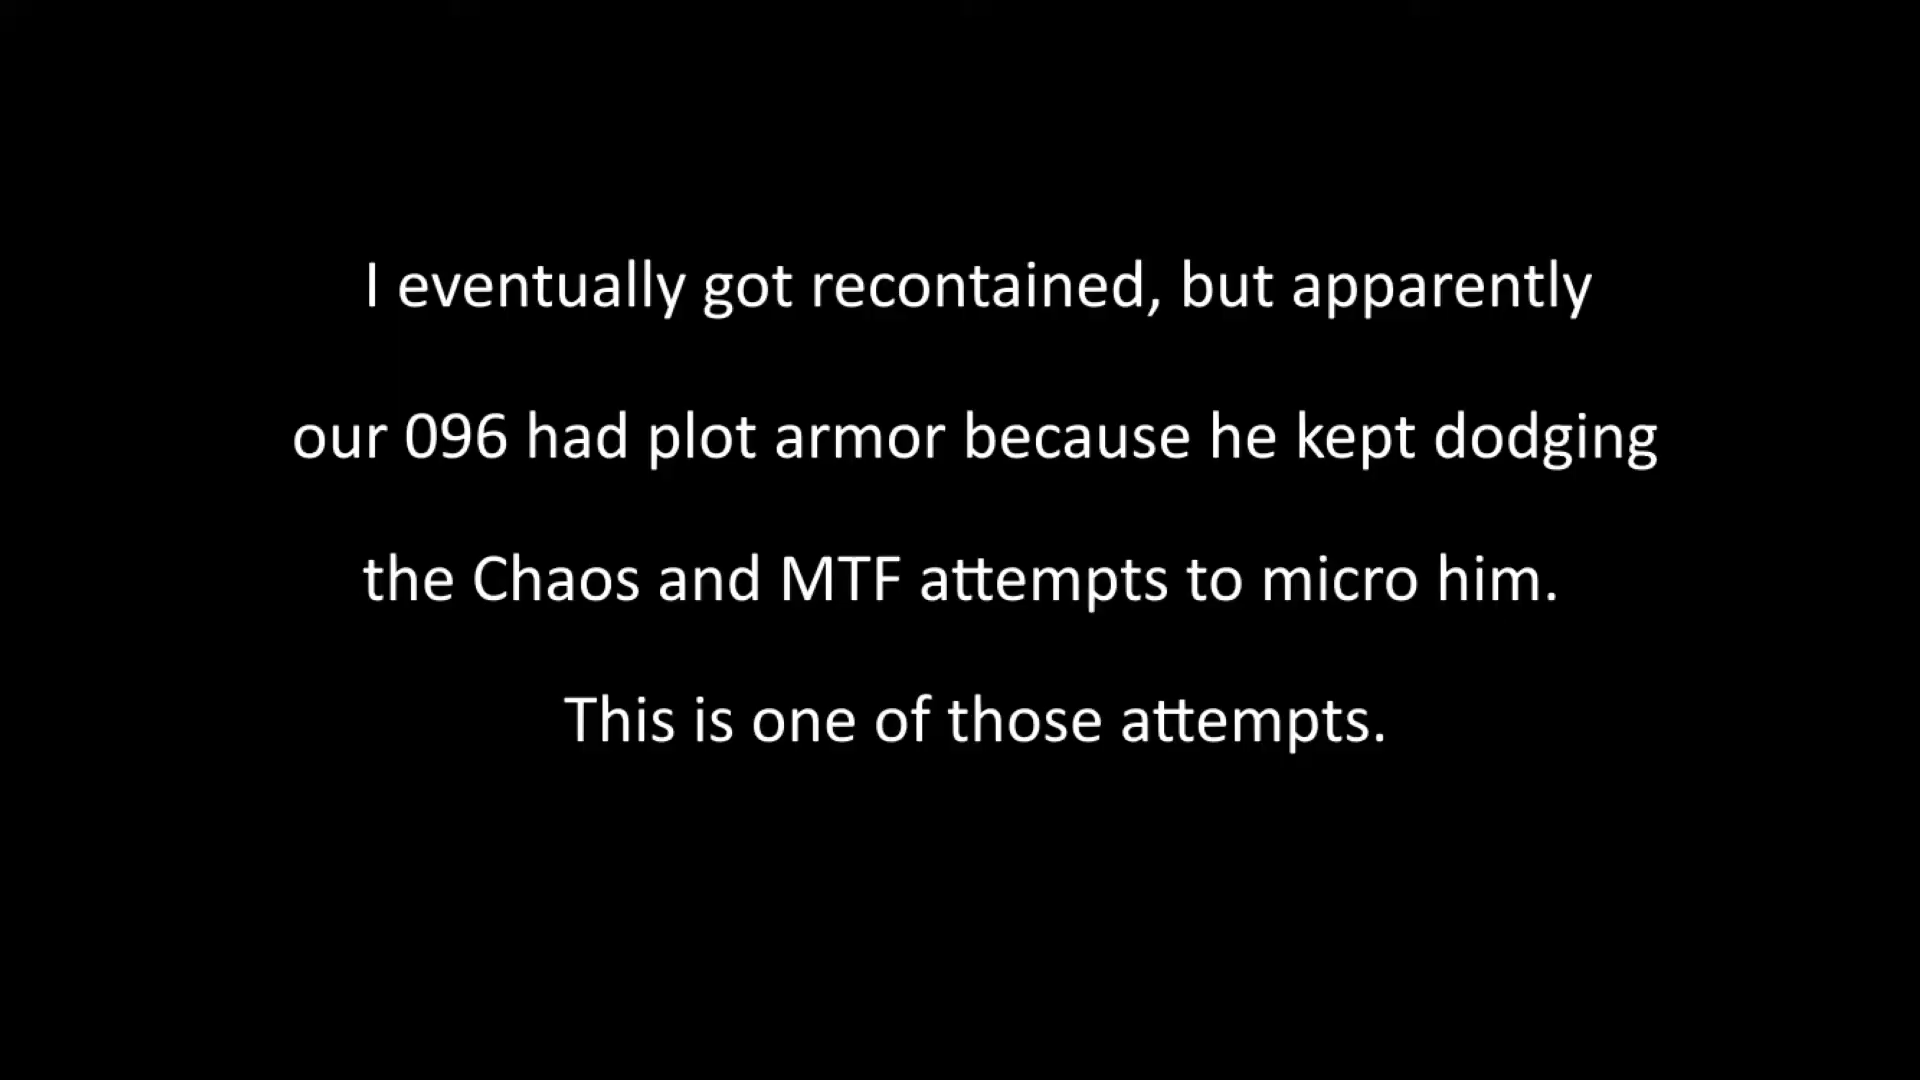 I eventually got recontained, but apparently
our 096 had plot armor because he kept dodging
the Chaos and MTF attempts to micro him.
This is one of those attempts.